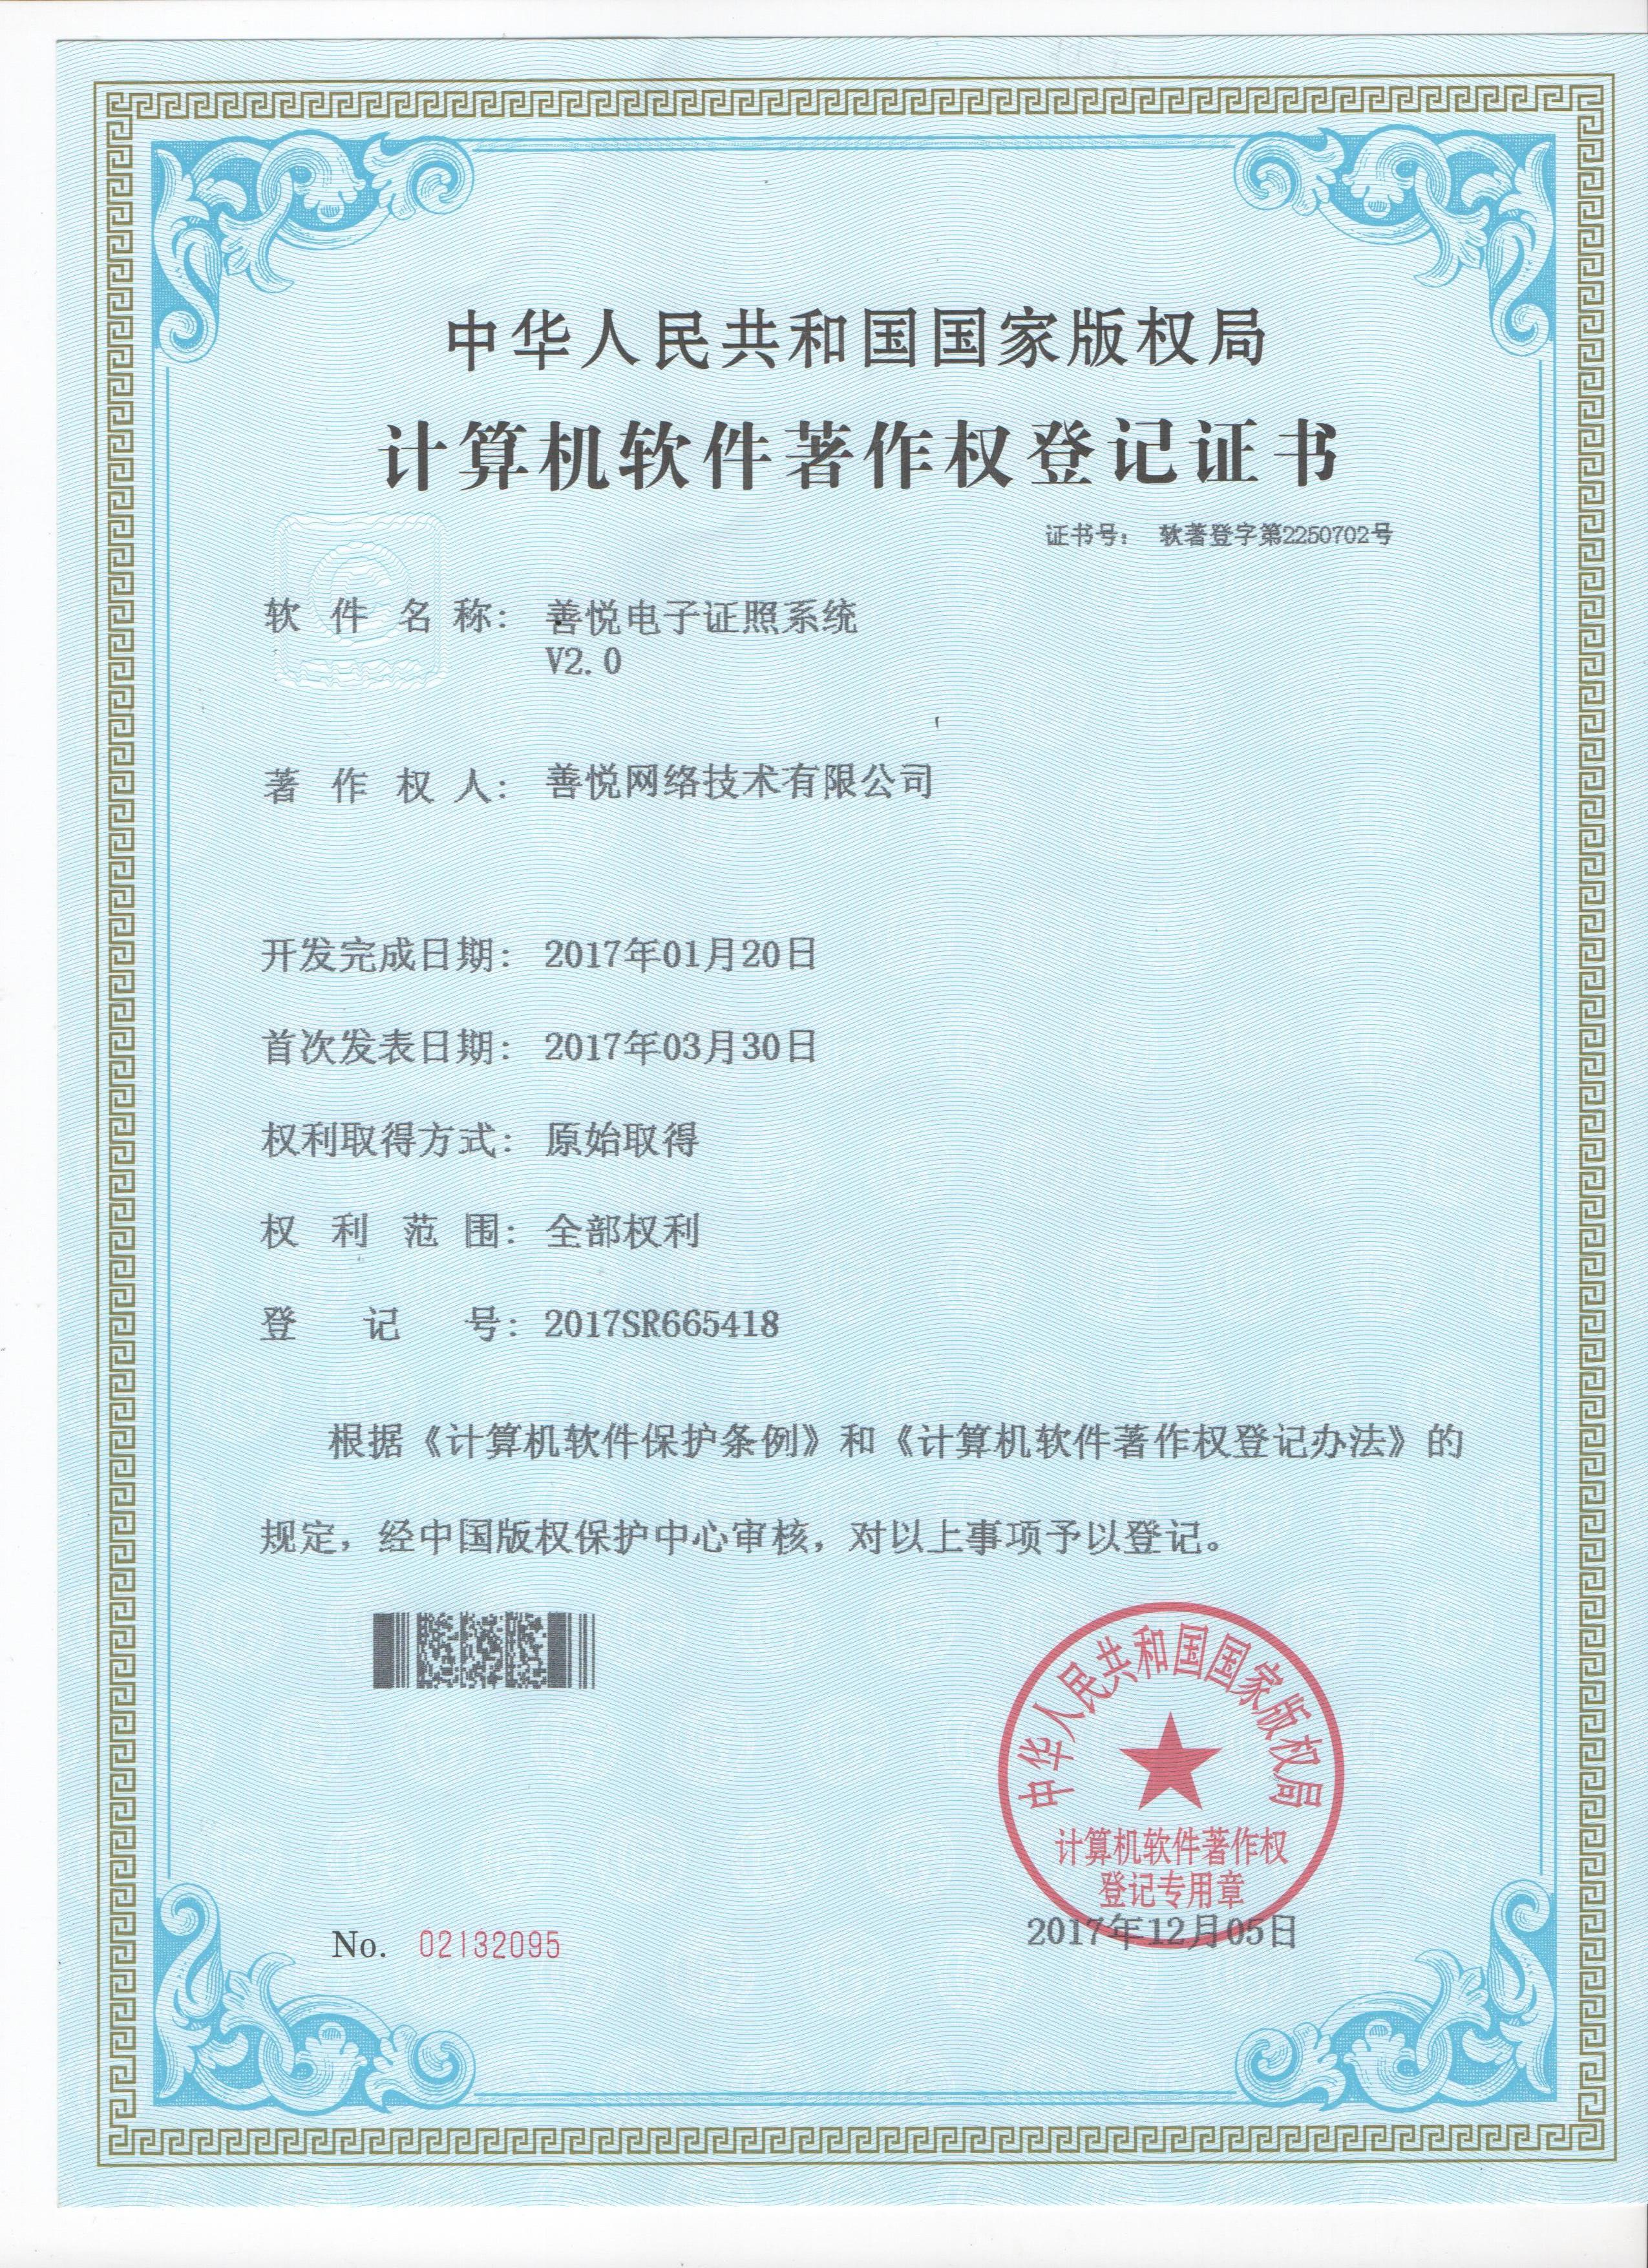 中华人民共和国国家版权局
计算机软件著作权登记证书
证书号： 软著登字第2250702号
软件名称： 善悦电子证照系统
V2.0
著作权人： 善悦网络技术有限公司
开发完成日期： 2017年01月20日
首次发表日期： 2017年03月30日
权利取得方式： 原始取得
权利范围： 全部权利
登记号： 2017SR665418
根据《计算机软件保护条例》和《计算机软件著作权登记办法》的
规定，经中国版权保护中心审核，对以上事项予以登记。
中华人民共和国国家版权局
计算机软件著作权
登记专用章
2017年12月05日
No. 02132095